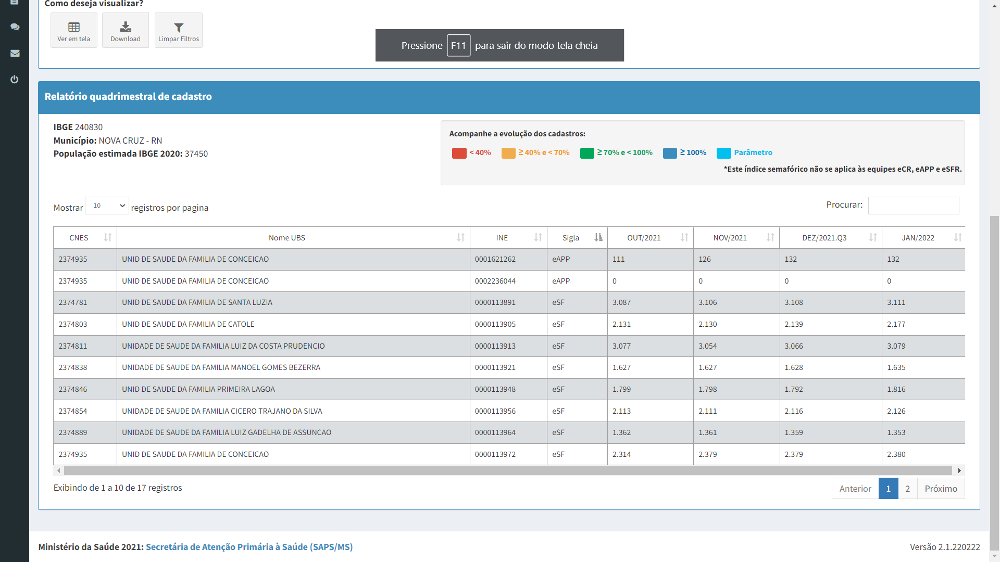 Como deseja visualizar?
Ver em tela
Download
Limpar Filtros
Pressione F11 para sair do modo tela cheia
Relatório quadrimestral de cadastro
IBGE 240830
Município: NOVA CRUZ - RN
População estimada IBGE 2020: 37450
Acompanhe a evolução dos cadastros:
< 40% ≥ 40% e < 70% ≥ 70% e < 100% ≥ 100% Parâmetro
*Este índice semafórico não se aplica às equipes eCR, eAPP e eSFR.
Mostrar 10 registros por pagina
Procurar:
CNES Nome UBS INE Sigla OUT/2021 NOV/2021 DEZ/2021.Q3 JAN/2022
2374935 UNID DE SAUDE DA FAMILIA DE CONCEICAO 0001621262 eAPP 111 126 132 132
2374935 UNID DE SAUDE DA FAMILIA DE CONCEICAO 0002236044 eAPP 0 0 0 0
2374781 UNID DE SAUDE DA FAMILIA DE SANTA LUZIA 0000113891 eSF 3.087 3.106 3.108 3.111
2374803 UNID DE SAUDE DA FAMILIA DE CATOLE 0000113905 eSF 2.131 2.130 2.139 2.177
2374811 UNIDADE DE SAUDE DA FAMILIA LUIZ DA COSTA PRUDENCIO 0000113913 eSF 3.077 3.054 3.066 3.079
2374838 UNIDADE DE SAUDE DA FAMILIA MANOEL GOMES BEZERRA 0000113921 eSF 1.627 1.627 1.628 1.635
2374846 UNID DE SAUDE DA FAMILIA PRIMEIRA LAGOA 0000113948 eSF 1.799 1.798 1.792 1.816
2374854 UNIDADE DE SAUDE DA FAMILIA CICERO TRAJANO DA SILVA 0000113956 eSF 2.113 2.111 2.116 2.126
2374889 UNIDADE DE SAUDE DA FAMILIA LUIZ GADELHA DE ASSUNCAO 0000113964 eSF 1.362 1.361 1.359 1.353
2374935 UNID DE SAUDE DA FAMILIA DE CONCEICAO 0000113972 eSF 2.314 2.379 2.379 2.380
Exibindo de 1 a 10 de 17 registros
Anterior 1 2 Próximo
Ministério da Saúde 2021: Secretária de Atenção Primária à Saúde (SAPS/MS)
Versão 2.1.220222